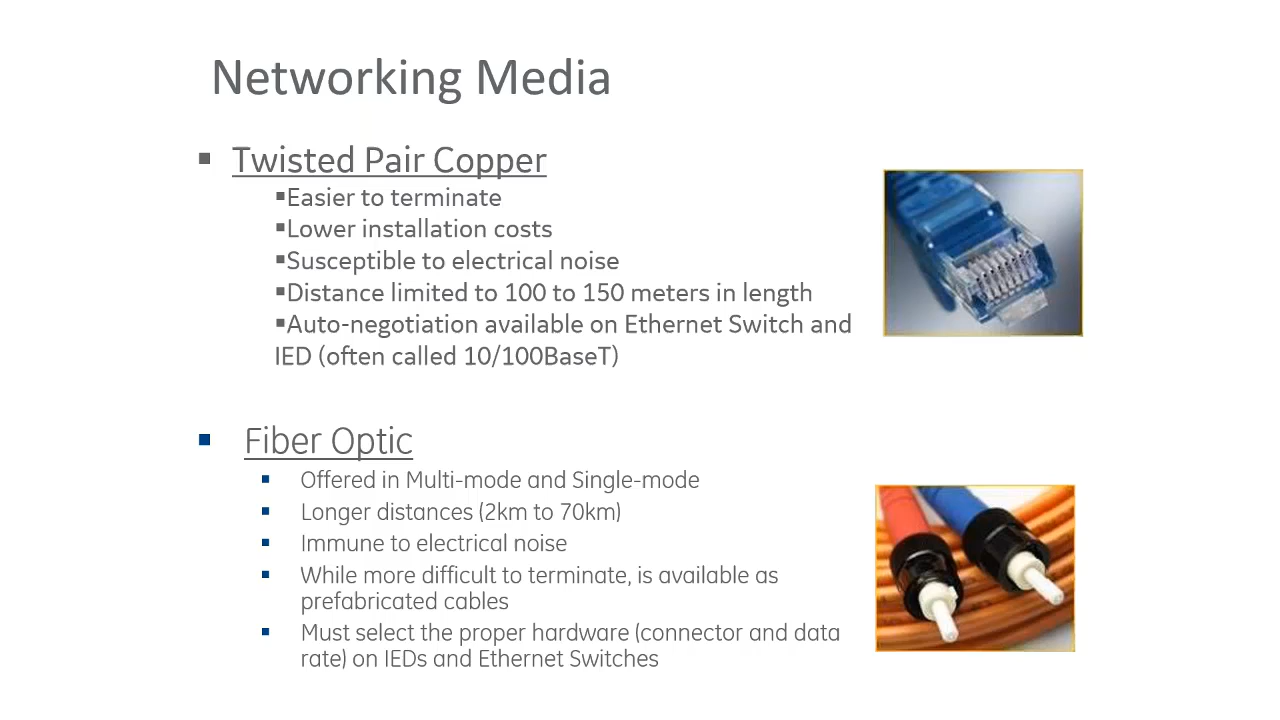 Networking Media
▪ Twisted Pair Copper
▪Easier to terminate
▪Lower installation costs
▪Susceptible to electrical noise
▪Distance limited to 100 to 150 meters in length
▪Auto-negotiation available on Ethernet Switch and
IED (often called 10/100BaseT)
▪ Fiber Optic
▪ Offered in Multi-mode and Single-mode
▪ Longer distances (2km to 70km)
▪ Immune to electrical noise
▪ While more difficult to terminate, is available as
prefabricated cables
▪ Must select the proper hardware (connector and data
rate) on IEDs and Ethernet Switches